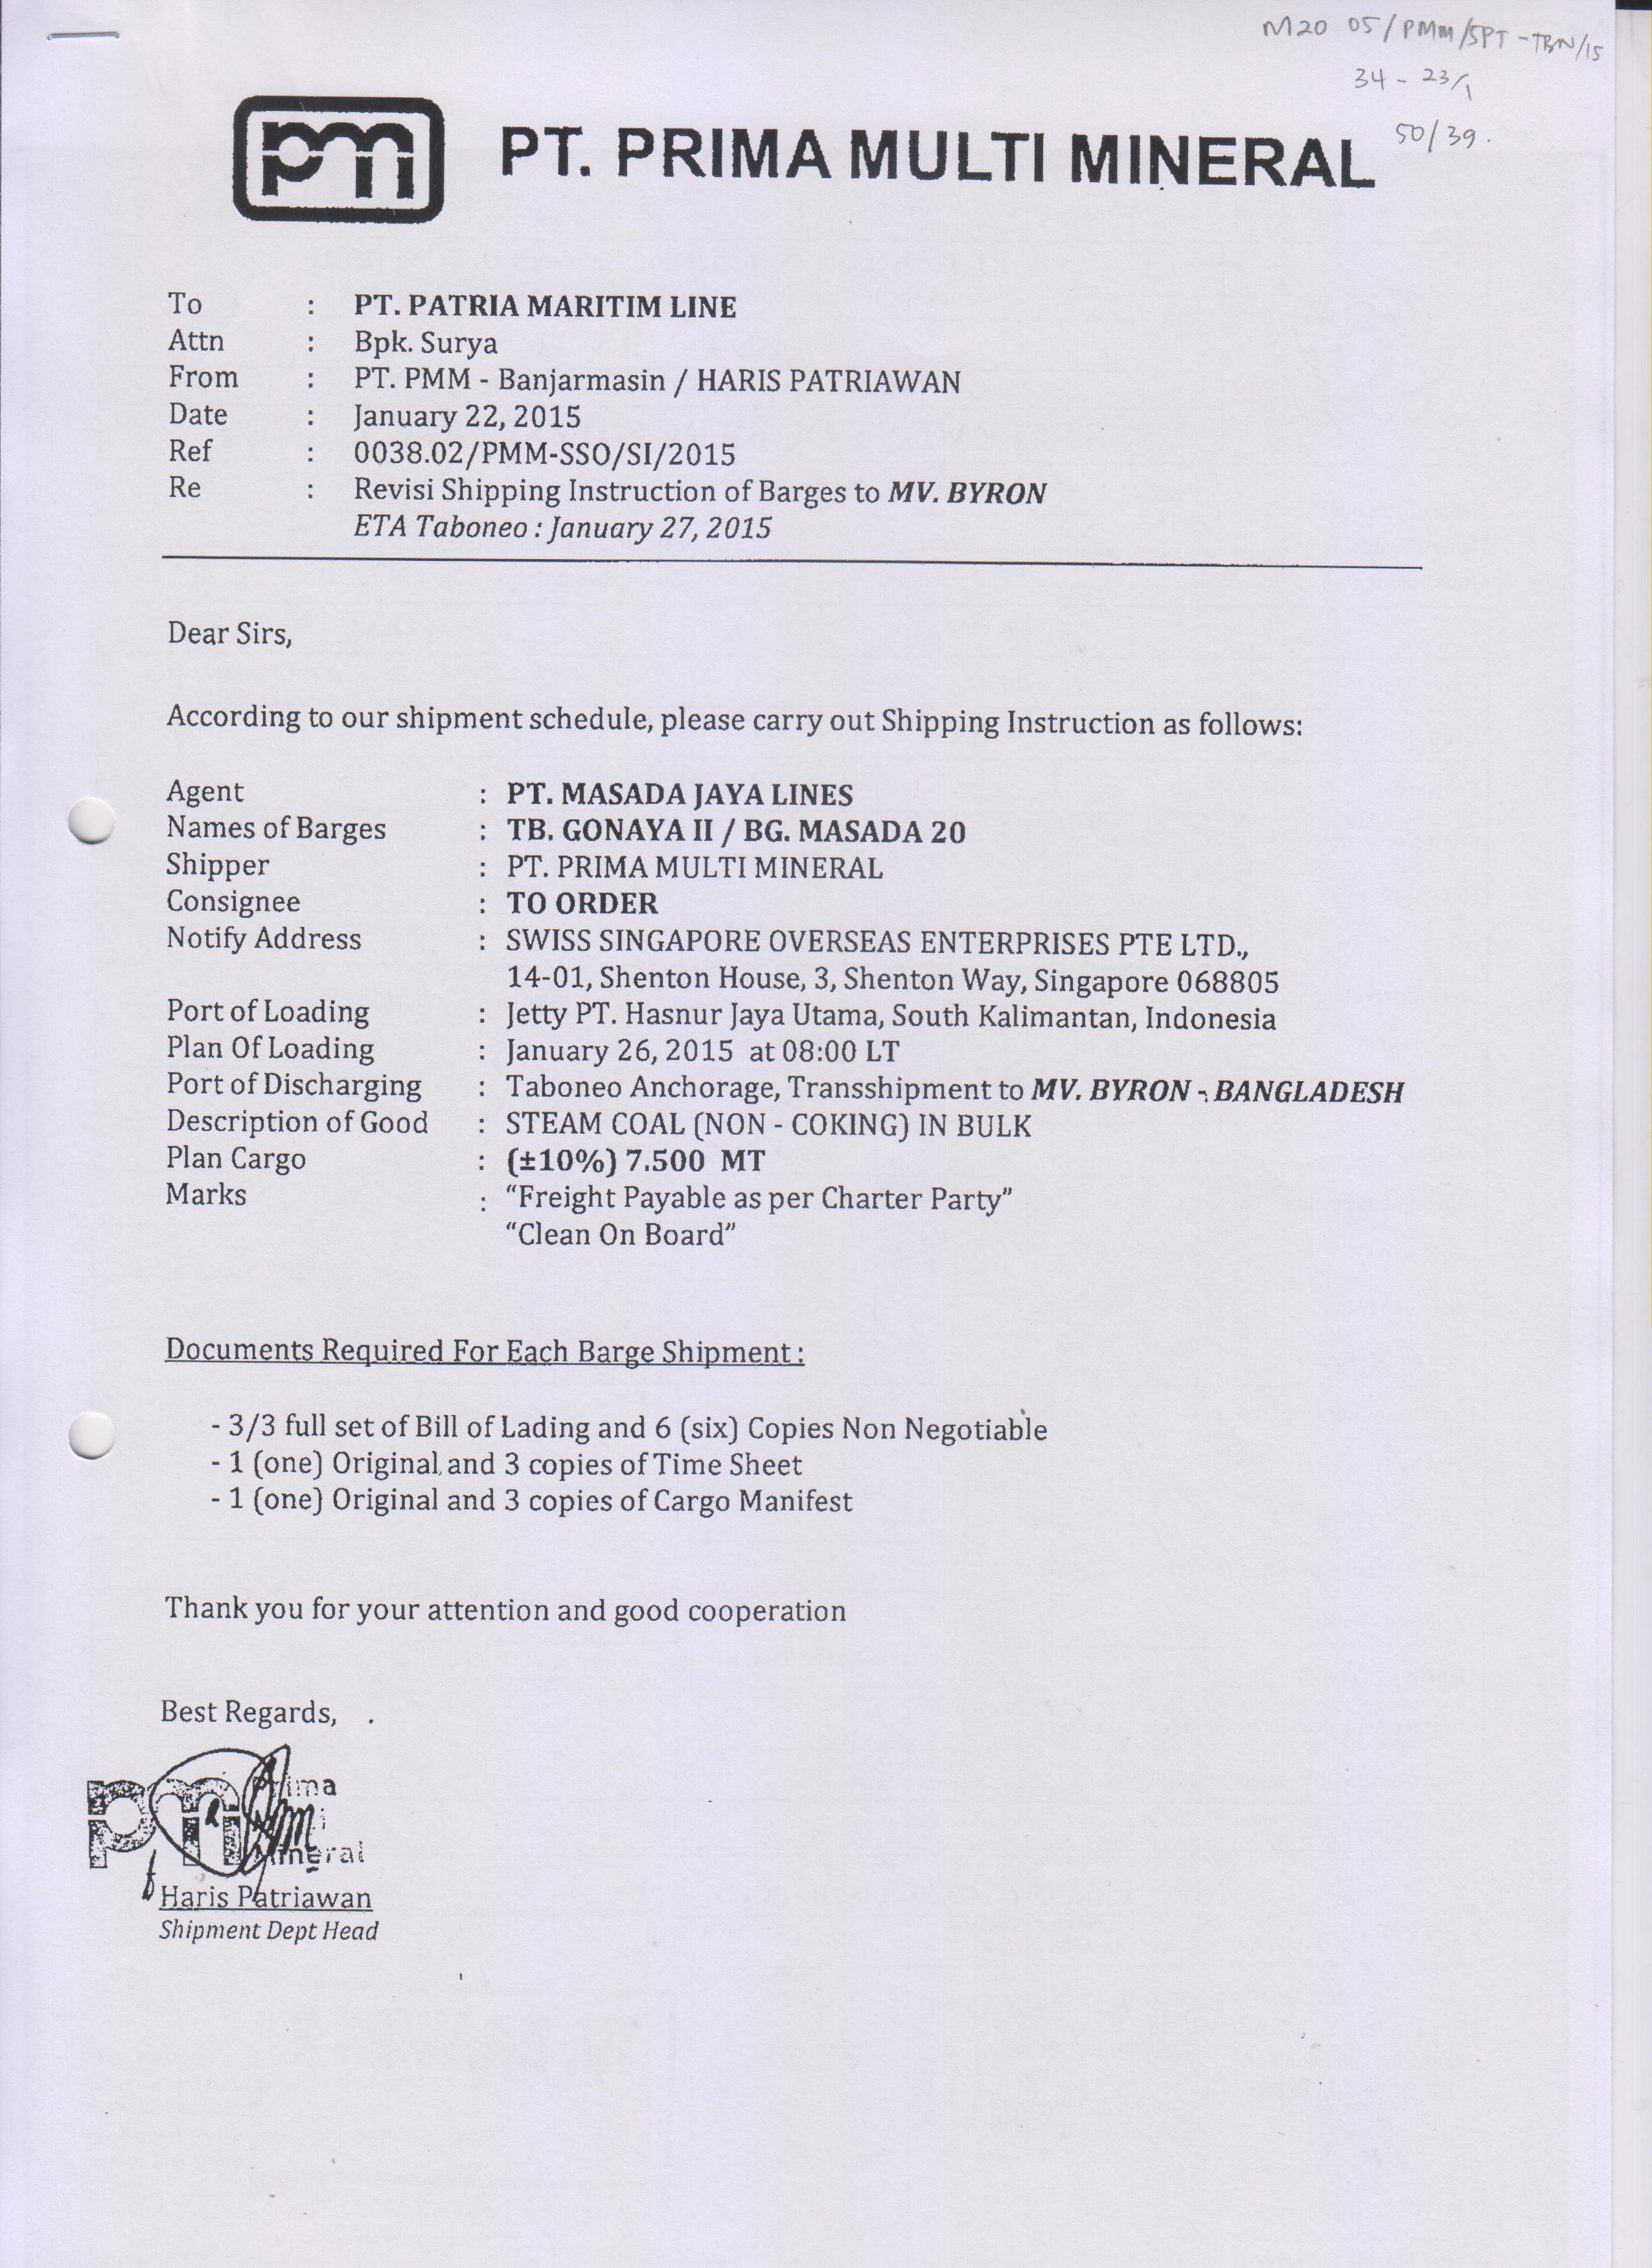 M20 05/PMM/SPT-TBN/15
34 - 23/1
50/39.
pm PT. PRIMA MULTI MINERAL
To : PT. PATRIA MARITIM LINE
Attn : Bpk. Surya
From : PT. PMM - Banjarmasin / HARIS PATRIAWAN
Date : January 22, 2015
Ref : 0038.02/PMM-SSO/SI/2015
Re : Revisi Shipping Instruction of Barges to MV. BYRON
ETA Taboneo : January 27, 2015
Dear Sirs,
According to our shipment schedule, please carry out Shipping Instruction as follows:
Agent : PT. MASADA JAYA LINES
Names of Barges : TB. GONAYA II / BG. MASADA 20
Shipper : PT. PRIMA MULTI MINERAL
Consignee : TO ORDER
Notify Address : SWISS SINGAPORE OVERSEAS ENTERPRISES PTE LTD.,
14-01, Shenton House, 3, Shenton Way, Singapore 068805
Port of Loading : Jetty PT. Hasnur Jaya Utama, South Kalimantan, Indonesia
Plan Of Loading : January 26, 2015 at 08:00 LT
Port of Discharging : Taboneo Anchorage, Transshipment to MV. BYRON - BANGLADESH
Description of Good : STEAM COAL (NON - COKING) IN BULK
Plan Cargo : (±10%) 7.500 MT
Marks : “Freight Payable as per Charter Party”
“Clean On Board”
Documents Required For Each Barge Shipment :
- 3/3 full set of Bill of Lading and 6 (six) Copies Non Negotiable
- 1 (one) Original and 3 copies of Time Sheet
- 1 (one) Original and 3 copies of Cargo Manifest
Thank you for your attention and good cooperation
Best Regards,
pm Prima
Mineral
Haris Patriawan
Shipment Dept Head